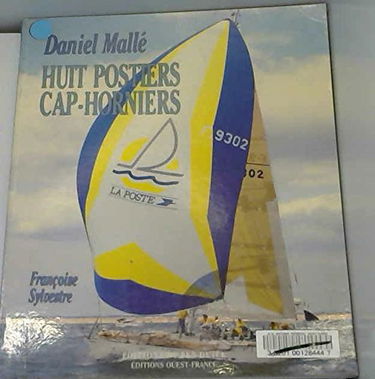 Daniel Mallé
HUIT POSTIERS
CAP-HORNIERS
9302
302
LA POSTE
Françoise
Sylvestre
ÉDITIONS OUEST-FRANCE